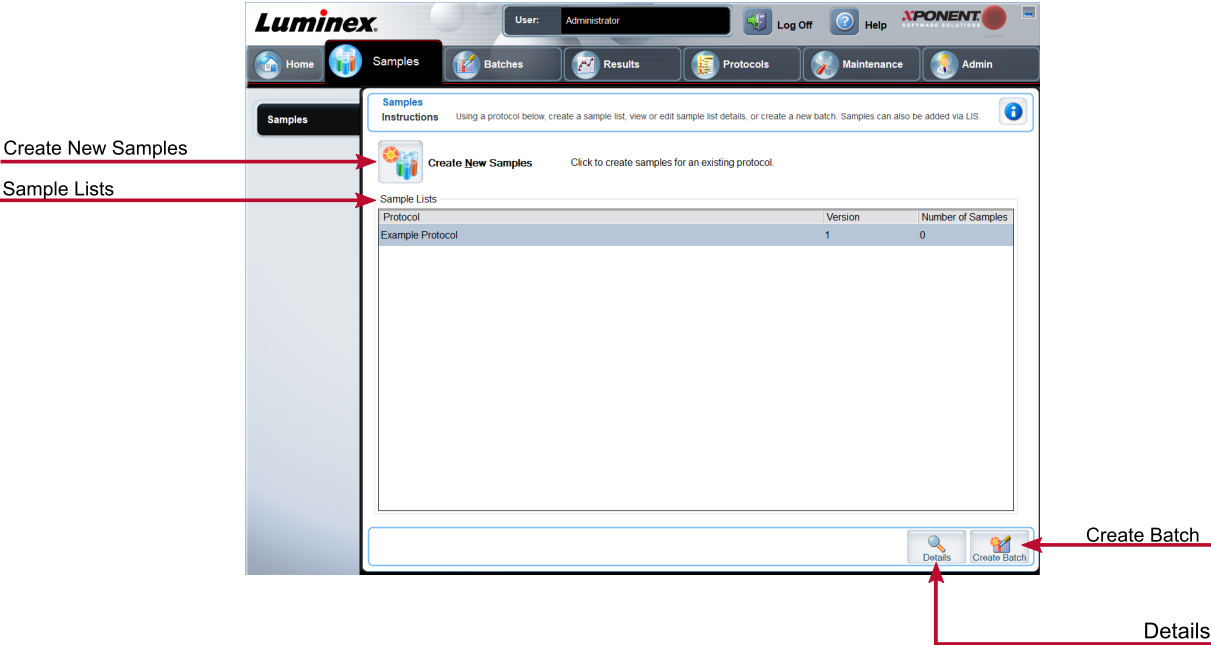 Luminex.
User: Administrator
Log Off
Help
XPONENT.
SOFTWARE SOLUTIONS
Home
Samples
Batches
Results
Protocols
Maintenance
Admin
Samples
Samples
Instructions Using a protocol below, create a sample list, view or edit sample list details, or create a new batch. Samples can also be added via LIS.
Create New Samples
Create New Samples Click to create samples for an existing protocol.
Sample Lists
Sample Lists
Protocol Version Number of Samples
Example Protocol 1 0
Create Batch
Details
Create Batch
Details